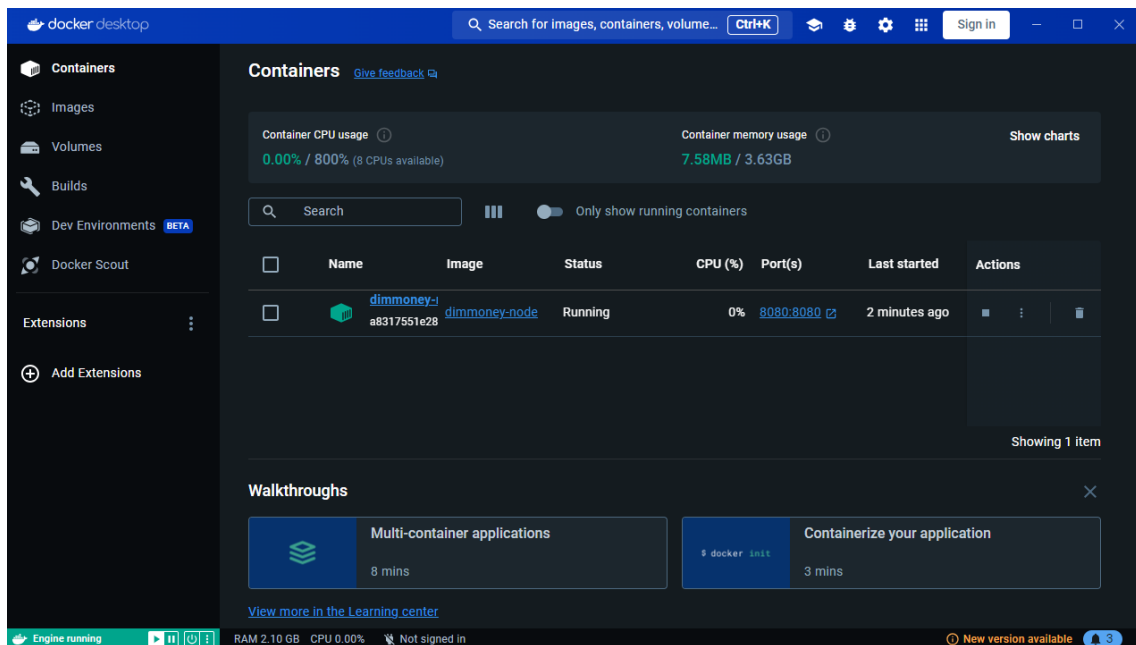 docker desktop
Search for images, containers, volume... Ctrl+K
Sign in
Containers
Images
Volumes
Builds
Dev Environments BETA
Docker Scout
Extensions
Add Extensions
Containers Give feedback
Container CPU usage
0.00% / 800% (8 CPUs available)
Container memory usage
7.58MB / 3.63GB
Show charts
Search
Only show running containers
Name Image Status CPU (%) Port(s) Last started Actions
dimmoney-
a8317551e28
dimmoney-node Running 0% 8080:8080 2 minutes ago
Showing 1 item
Walkthroughs
Multi-container applications
8 mins
$ docker init
Containerize your application
3 mins
View more in the Learning center
Engine running RAM 2.10 GB CPU 0.00% Not signed in New version available 3